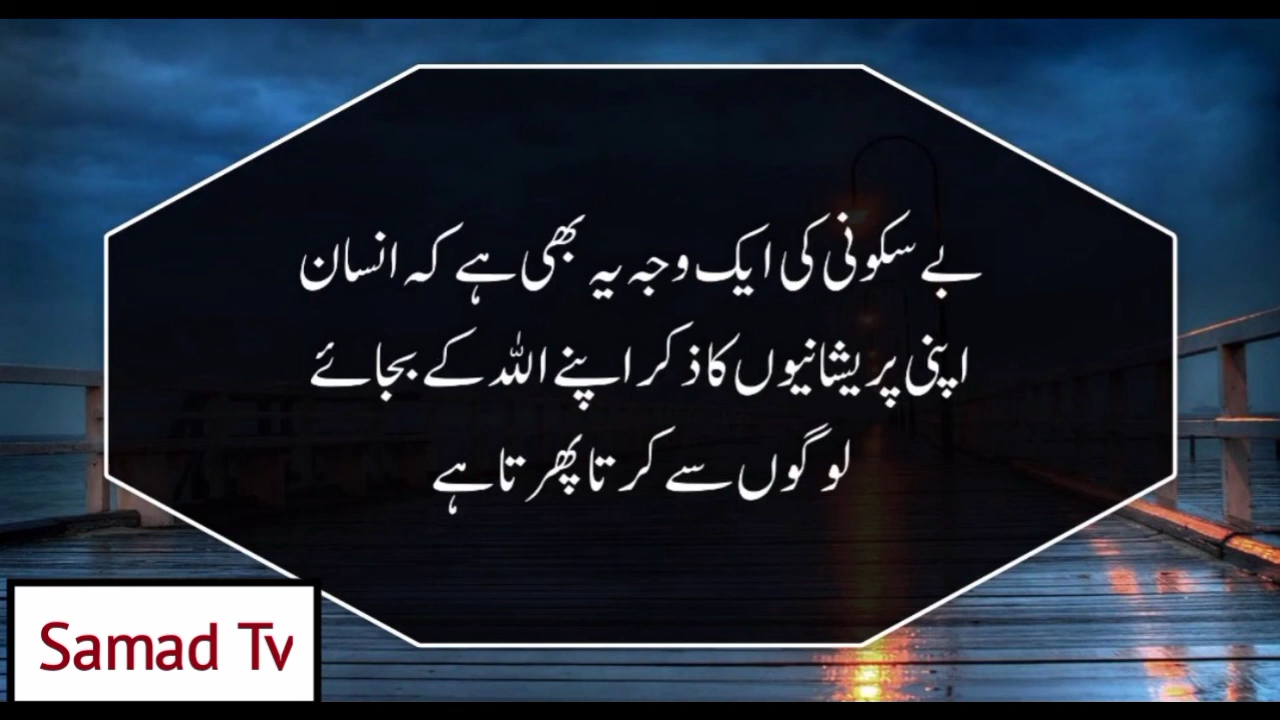 بے سکونی کی ایک وجہ یہ بھی ہے کہ انسان
اپنی پریشانیوں کا ذکر اپنے اللہ کے بجائے
لوگوں سے کرتا پھرتا ہے
Samad Tv